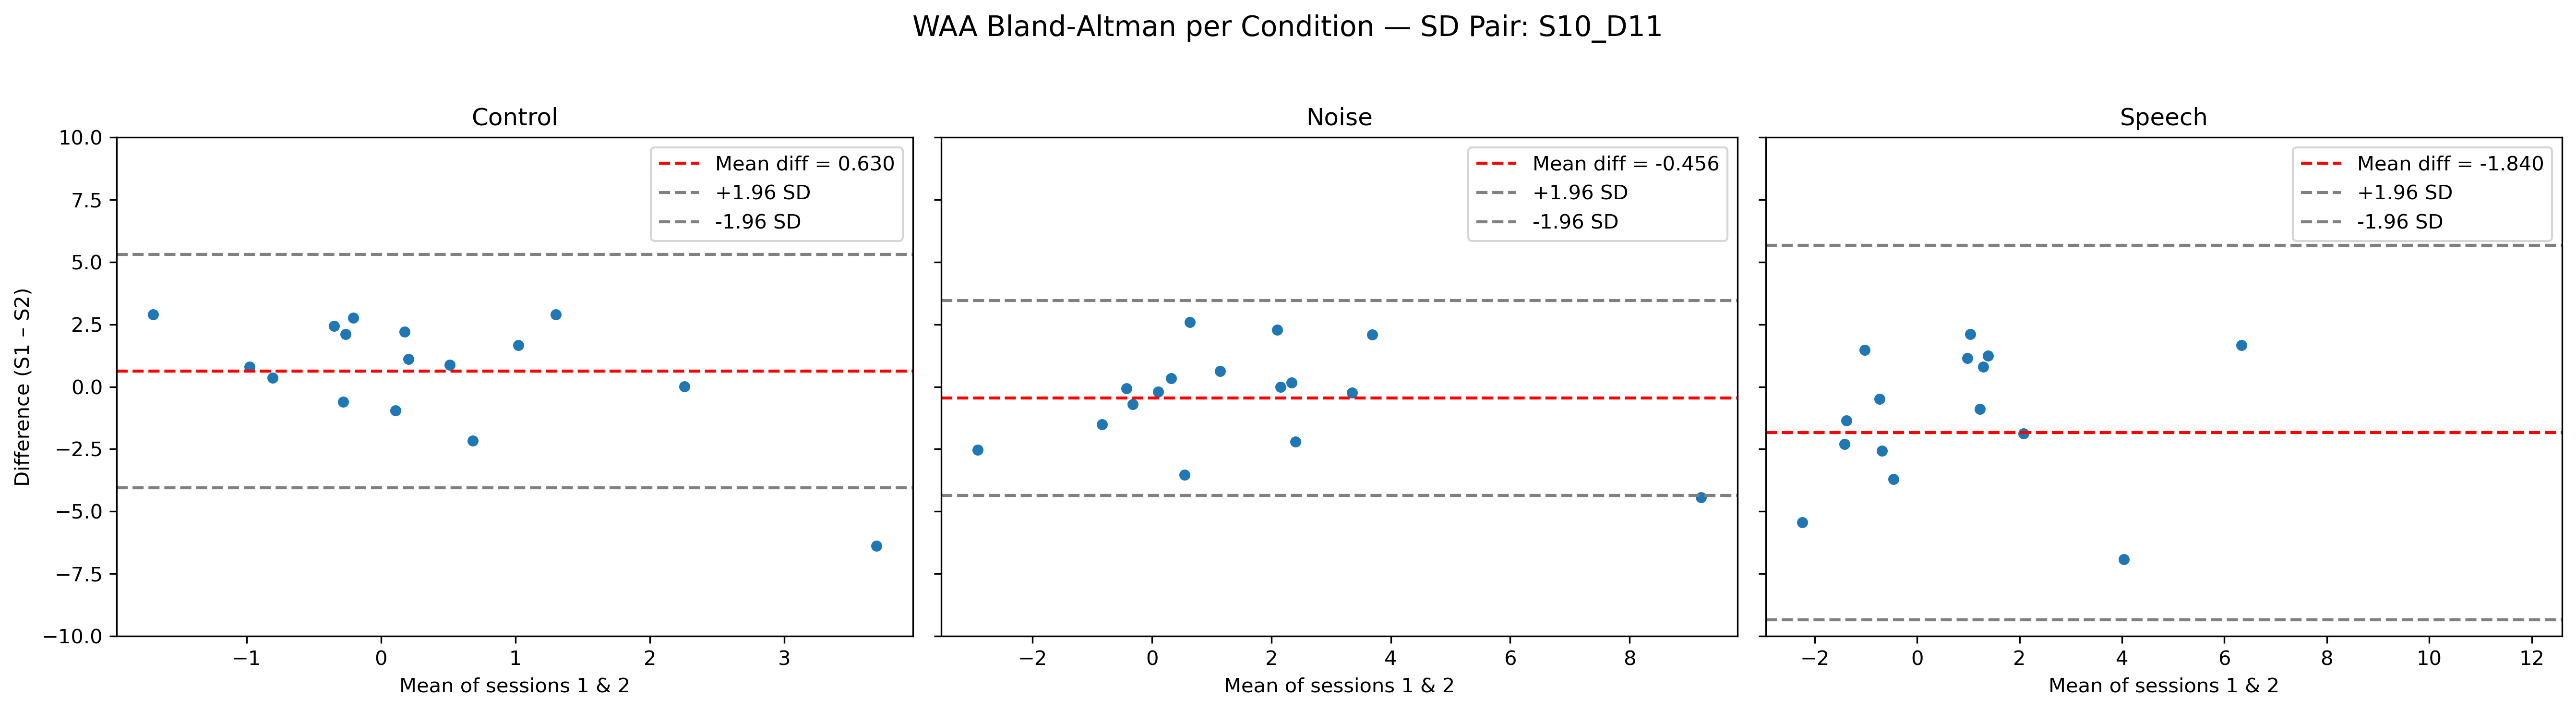 WAA Bland-Altman per Condition — SD Pair: S10_D11
Control
Mean diff = 0.630
+1.96 SD
-1.96 SD
Difference (S1 – S2)
10.0
7.5
5.0
2.5
0.0
−2.5
−5.0
−7.5
−10.0
−1 0 1 2 3
Mean of sessions 1 & 2
Noise
Mean diff = -0.456
+1.96 SD
-1.96 SD
−2 0 2 4 6 8
Mean of sessions 1 & 2
Speech
Mean diff = -1.840
+1.96 SD
-1.96 SD
−2 0 2 4 6 8 10 12
Mean of sessions 1 & 2